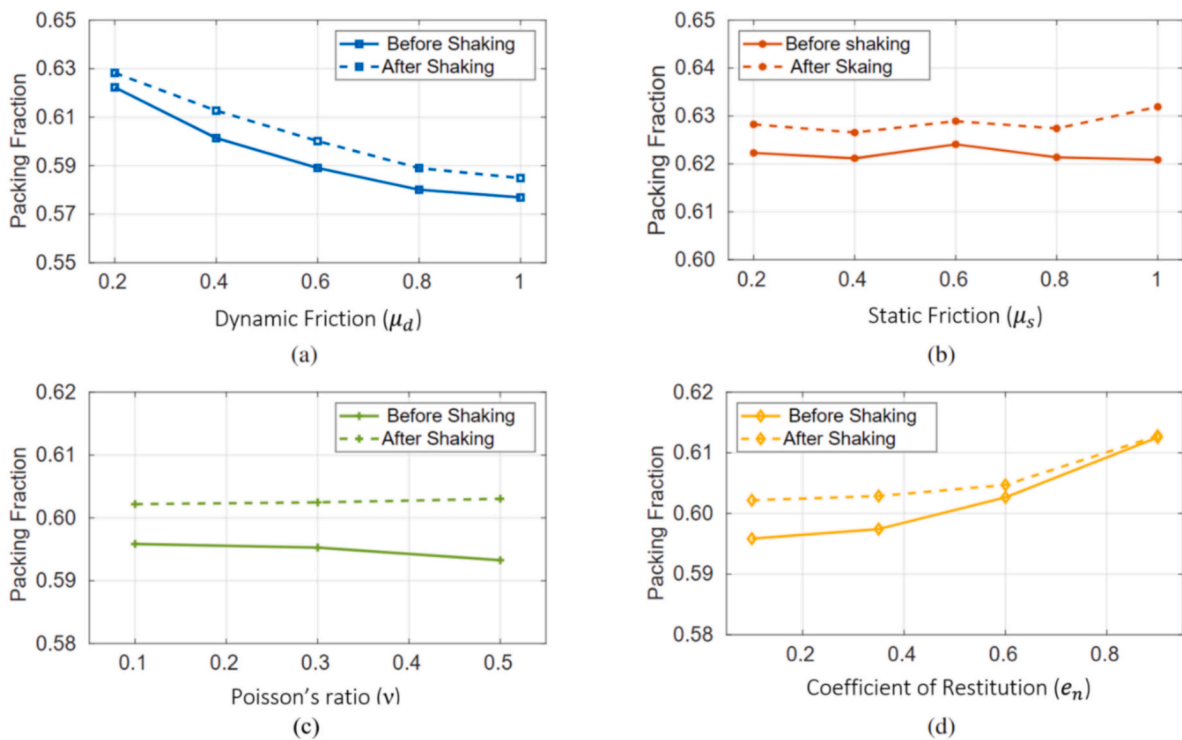 0.65
0.63
0.61
0.59
0.57
0.55
Packing Fraction
Before Shaking
After Shaking
0.2 0.4 0.6 0.8 1
Dynamic Friction (μ_d)
(a)
0.65
0.64
0.63
0.62
0.61
0.60
Packing Fraction
Before shaking
After Skaing
0.2 0.4 0.6 0.8 1
Static Friction (μ_s)
(b)
0.62
0.61
0.60
0.59
0.58
Packing Fraction
Before Shaking
After Shaking
0.1 0.2 0.3 0.4 0.5
Poisson's ratio (ν)
(c)
0.62
0.61
0.60
0.59
0.58
Packing Fraction
Before Shaking
After Shaking
0.2 0.4 0.6 0.8
Coefficient of Restitution (e_n)
(d)